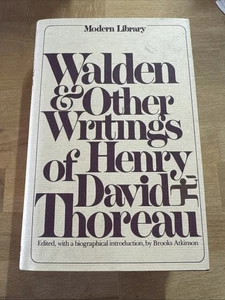 Modern Library
Walden
& Other
Writings
of Henry
David
Thoreau
Edited, with a biographical introduction, by Brooks Atkinson